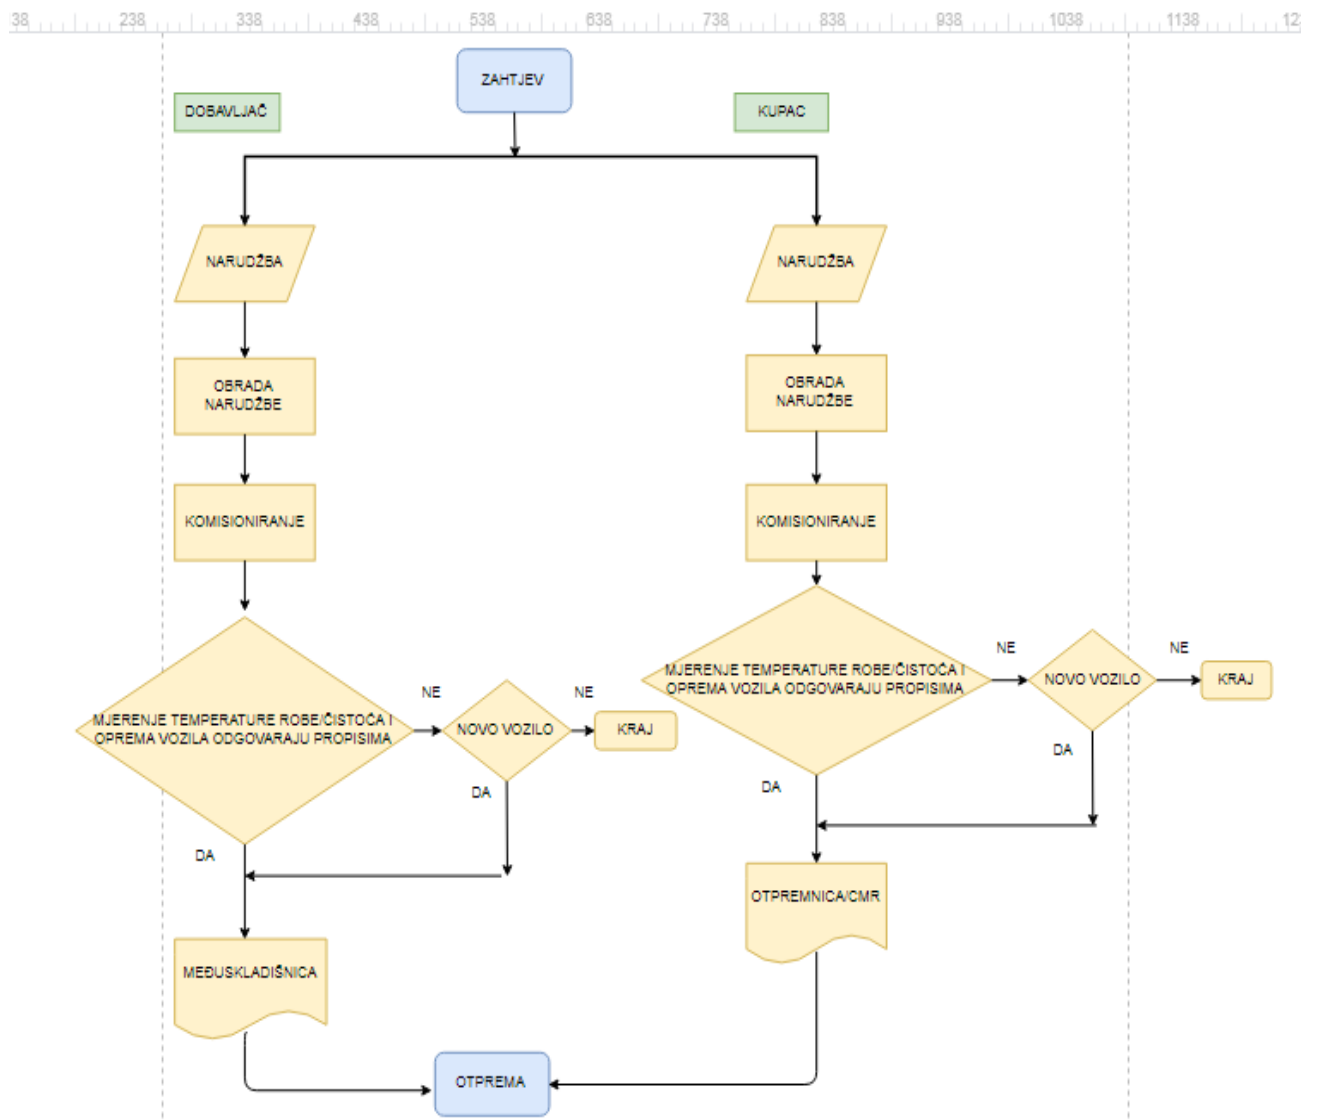 38 138 238 338 438 538 638 738 838 938 1038 1138 12
ZAHTJEV
DOBAVLJAČ
KUPAC
NARUDŽBA
NARUDŽBA
OBRADA
NARUDŽBE
OBRADA
NARUDŽBE
KOMISIONIRANJE
KOMISIONIRANJE
MJERENJE TEMPERATURE ROBE/ČISTOĆA I
OPREMA VOZILA ODGOVARAJU PROPISIMA
NE
NOVO VOZILO
NE
KRAJ
DA
DA
MJERENJE TEMPERATURE ROBE/ČISTOĆA I
OPREMA VOZILA ODGOVARAJU PROPISIMA
NE
NOVO VOZILO
NE
KRAJ
DA
DA
MEĐUSKLADIŠNICA
OTPREMNICA/CMR
OTPREMA